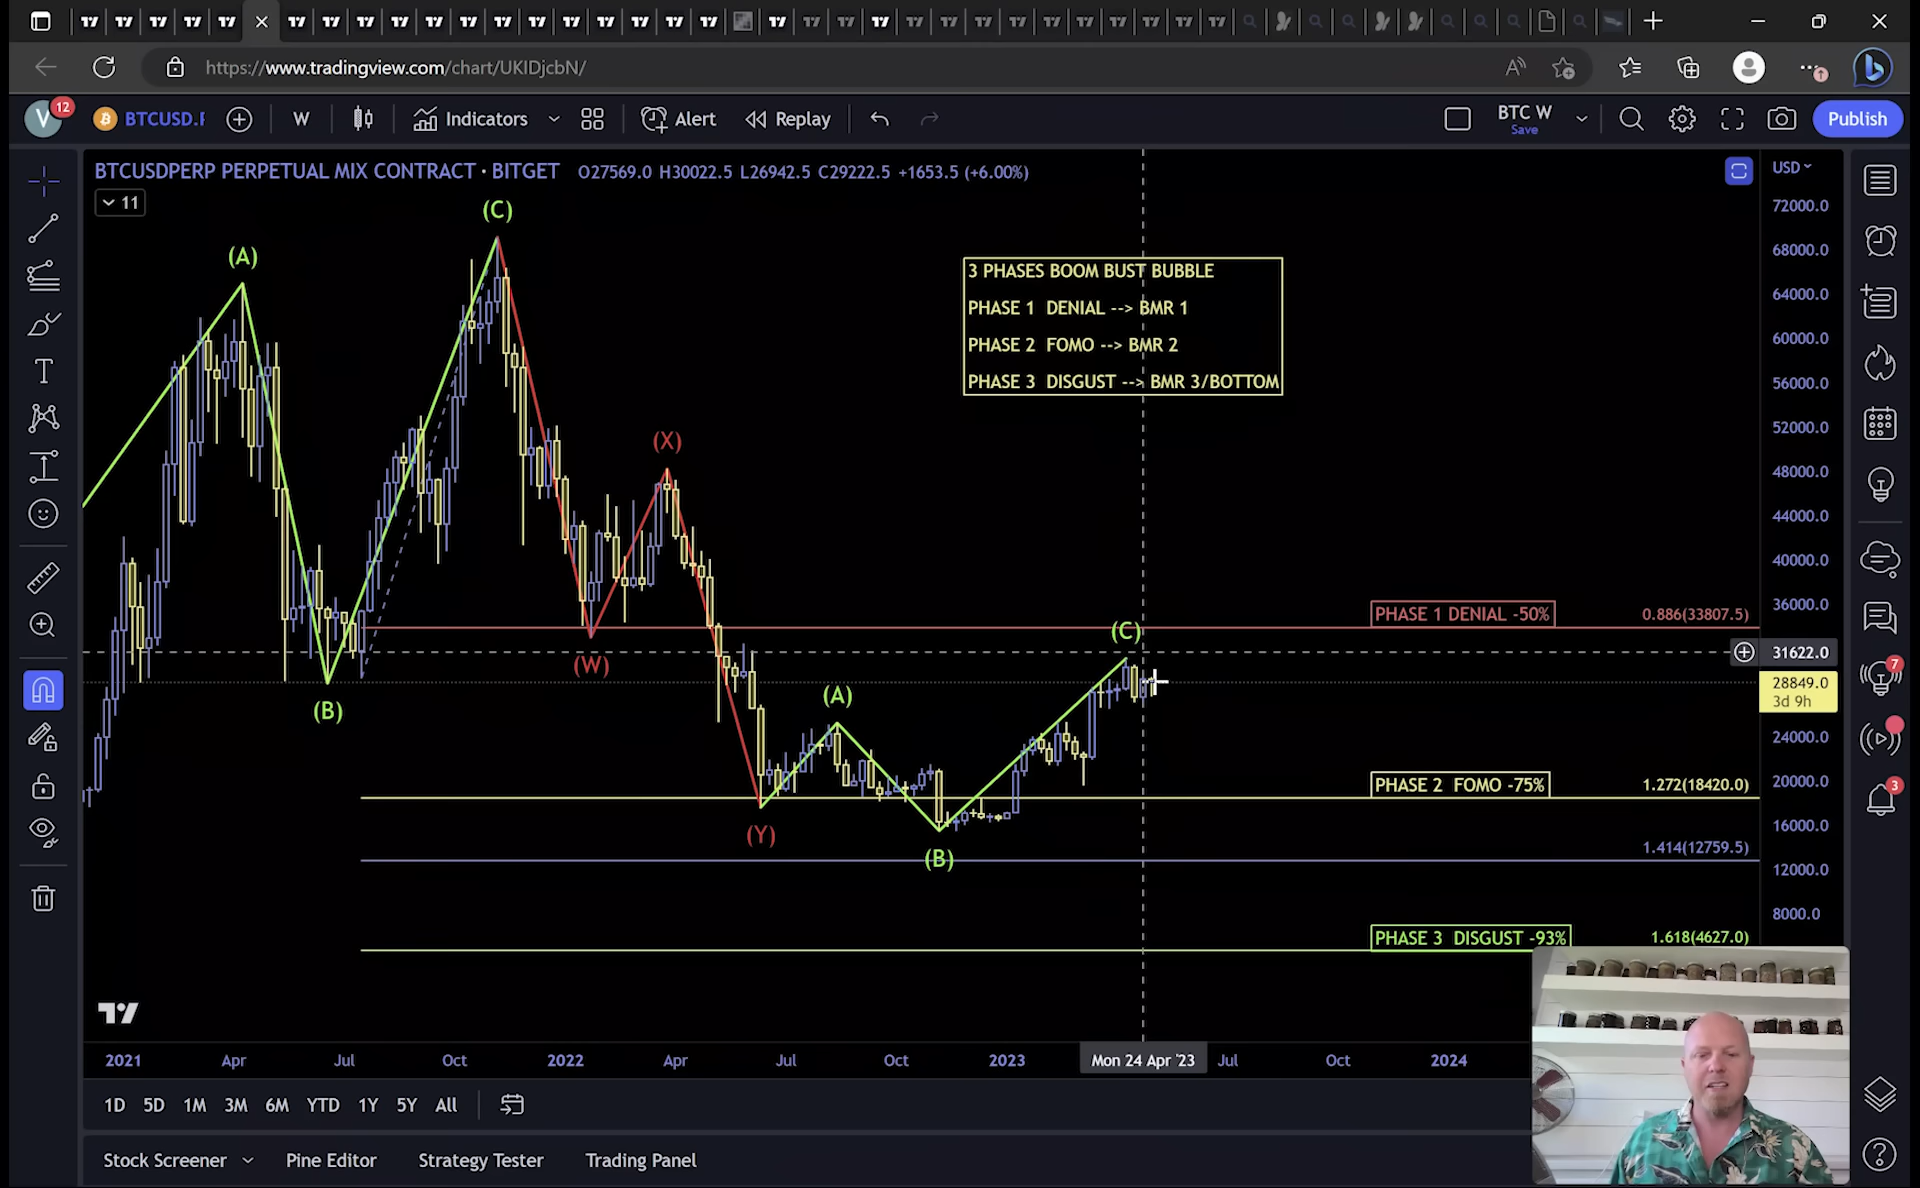 https://www.tradingview.com/chart/UKIDjcbN/
V 12 BTCUSD.F W Indicators Alert Replay BTC W Save Publish
BTCUSDPERP PERPETUAL MIX CONTRACT · BITGET O27569.0 H30022.5 L26942.5 C29222.5 +1653.5 (+6.00%) USD
11
72000.0
68000.0
64000.0
60000.0
56000.0
52000.0
48000.0
44000.0
40000.0
36000.0
31622.0
28849.0
3d 9h
24000.0
20000.0
16000.0
12000.0
8000.0
(C)
(A)
3 PHASES BOOM BUST BUBBLE
PHASE 1 DENIAL --> BMR 1
PHASE 2 FOMO --> BMR 2
PHASE 3 DISGUST --> BMR 3/BOTTOM
(X)
PHASE 1 DENIAL -50% 0.886(33807.5)
(C)
(W)
(A)
(B)
PHASE 2 FOMO -75% 1.272(18420.0)
(Y)
(B)
1.414(12759.5)
PHASE 3 DISGUST -93% 1.618(4627.0)
7
3
2021 Apr Jul Oct 2022 Apr Jul Oct 2023 Mon 24 Apr '23 Jul Oct 2024
1D 5D 1M 3M 6M YTD 1Y 5Y All
Stock Screener Pine Editor Strategy Tester Trading Panel